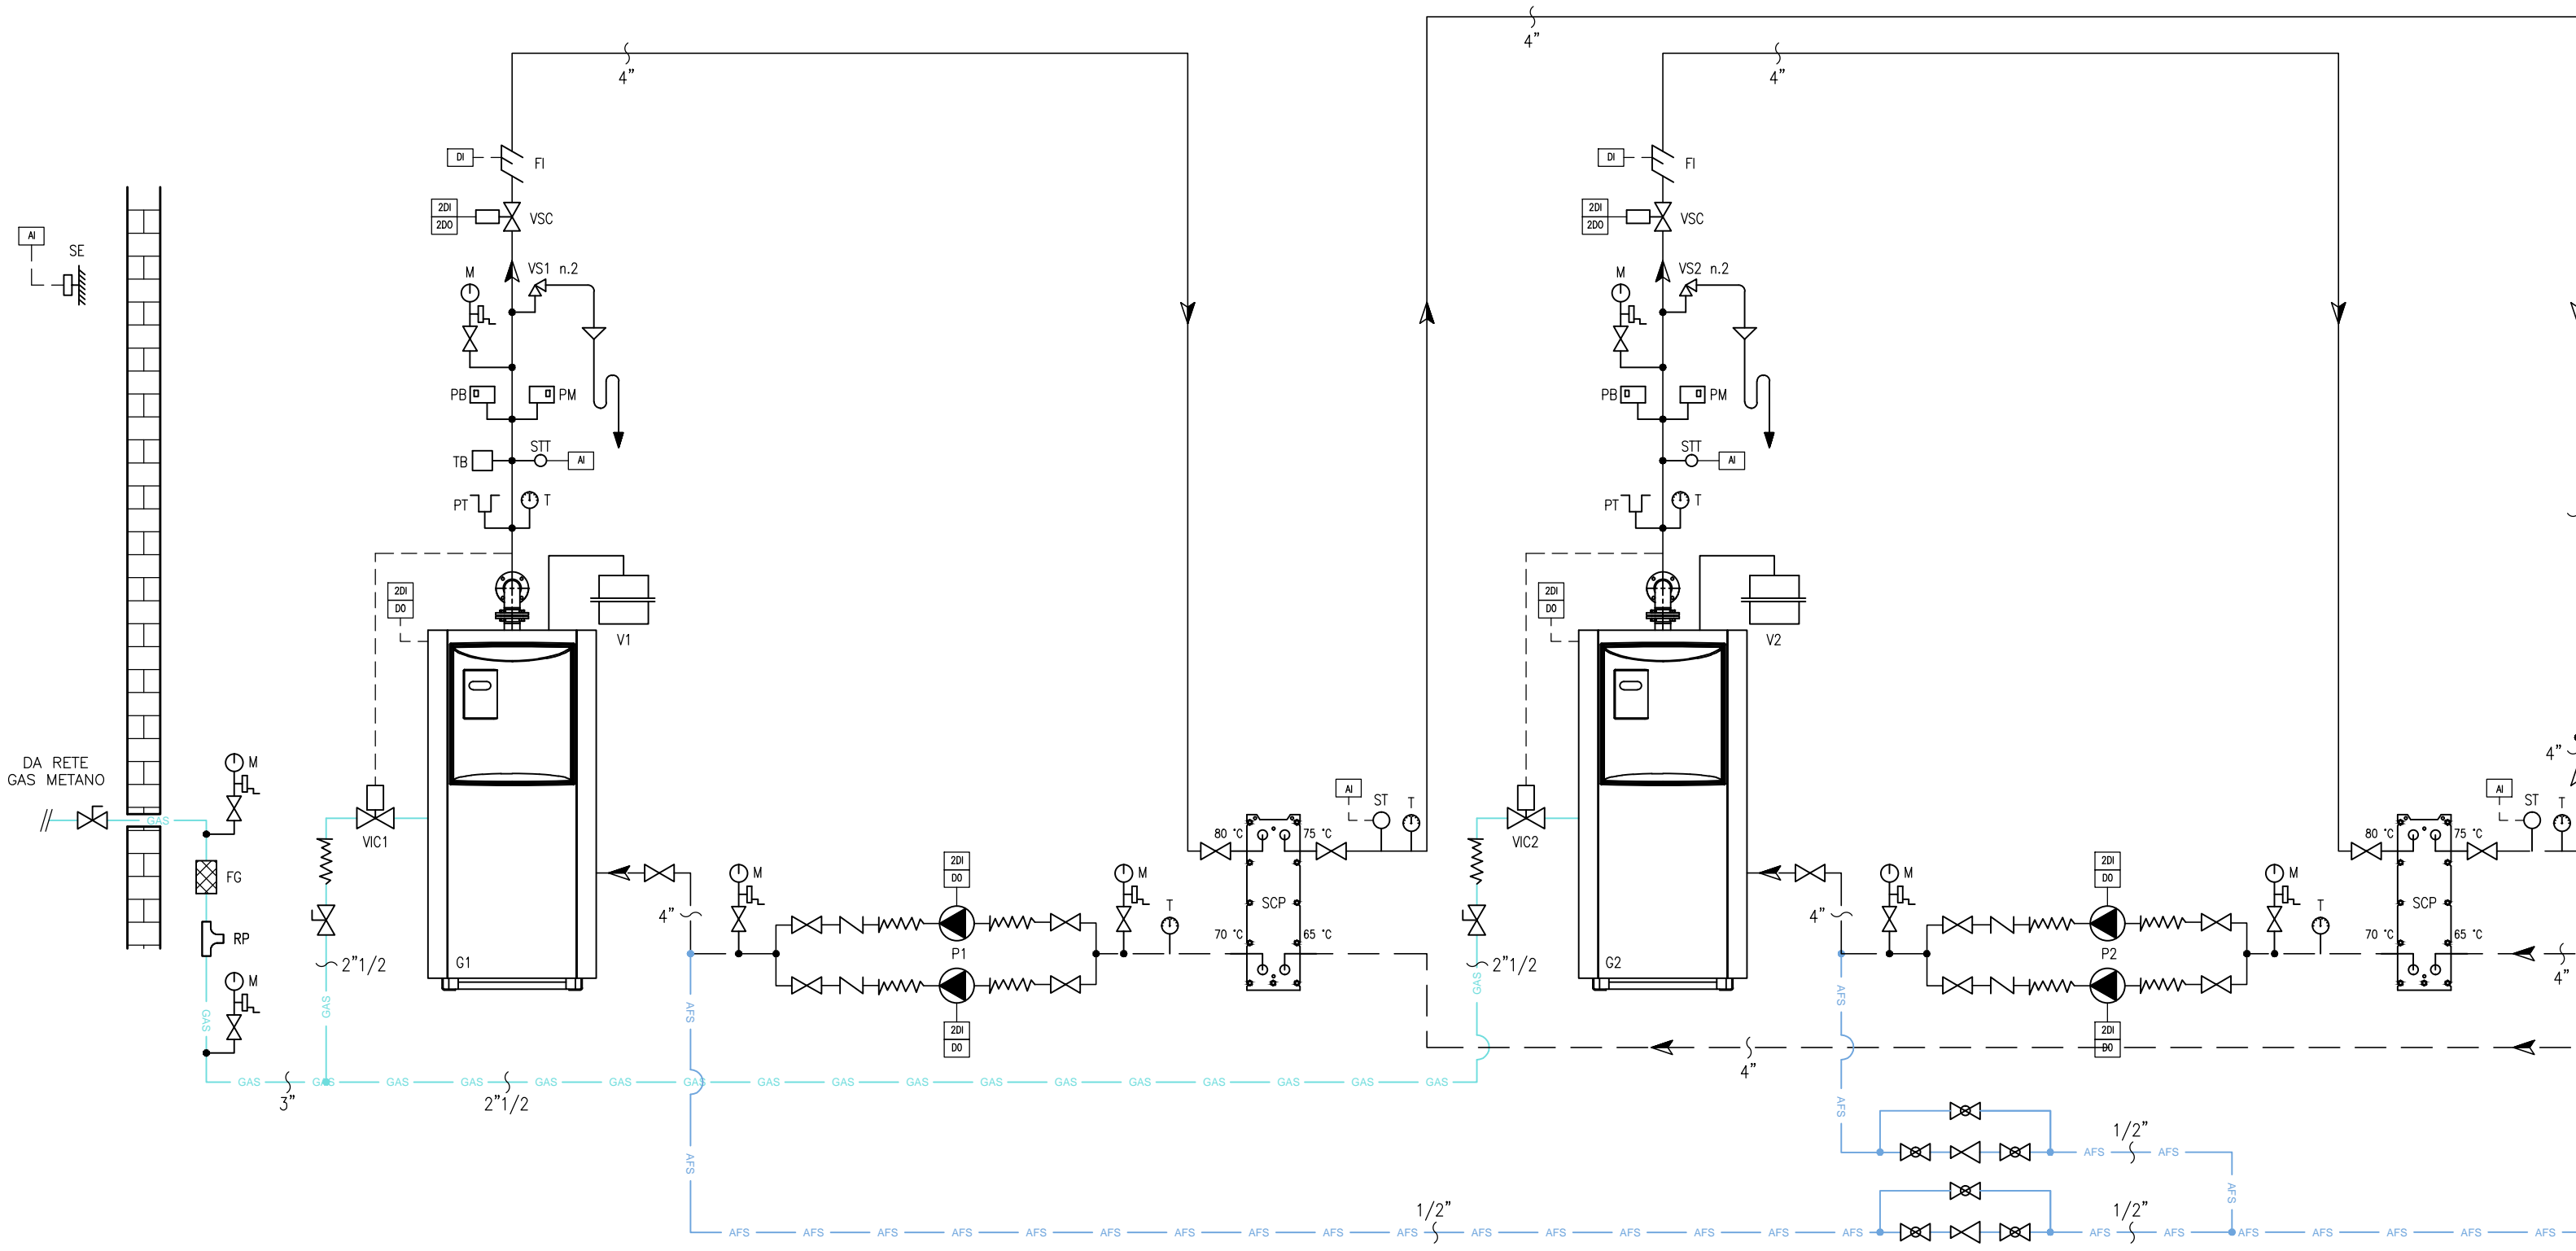 4”
4”
4”
DI
FI
DI
FI
2DI
2DO
VSC
2DI
2DO
VSC
AI
SE
M
VS1 n.2
M
VS2 n.2
PB
PM
PB
PM
TB
STT
AI
STT
AI
PT
T
PT
T
2DI
DO
V1
2DI
DO
V2
DA RETE
GAS METANO
M
GAS
VIC1
FG
RP
M
GAS
2”1/2
GAS
G1
4”
M
2DI
DO
P1
2DI
DO
M
T
80 °C
75 °C
SCP
70 °C
65 °C
AI
ST
T
VIC2
2”1/2
GAS
G2
4”
M
2DI
DO
P2
2DI
DO
M
T
80 °C
75 °C
SCP
70 °C
65 °C
AI
ST
T
4”
4”
4”
GAS GAS GAS GAS GAS GAS GAS GAS GAS GAS GAS GAS GAS GAS GAS GAS GAS
3”
2”1/2
AFS
AFS
AFS
AFS
AFS
1/2”
AFS AFS
AFS
1/2”
1/2”
AFS AFS AFS AFS AFS AFS AFS AFS AFS AFS AFS AFS AFS AFS AFS AFS AFS AFS AFS AFS AFS AFS AFS